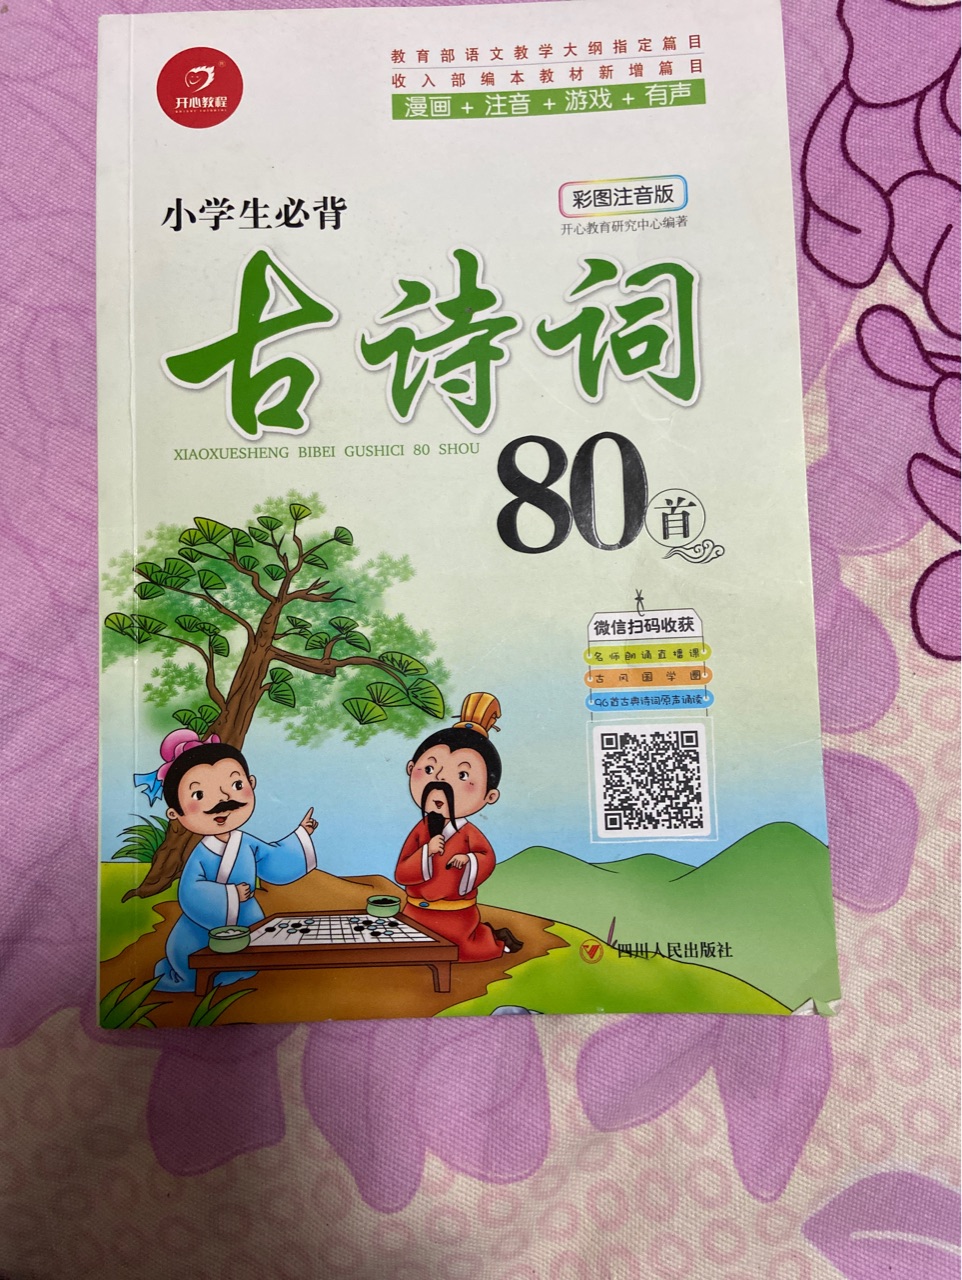 开心教程
教育部语文教学大纲指定篇目
收入部编本教材新增篇目
漫画 + 注音 + 游戏 + 有声
小学生必背
彩图注音版
开心教育研究中心编著
古诗词
XIAOXUESHENG BIBEI GUSHICI 80 SHOU
80首
微信扫码收获
名师朗诵直播课
古风国学圈
96首古典诗词原声诵读
四川人民出版社